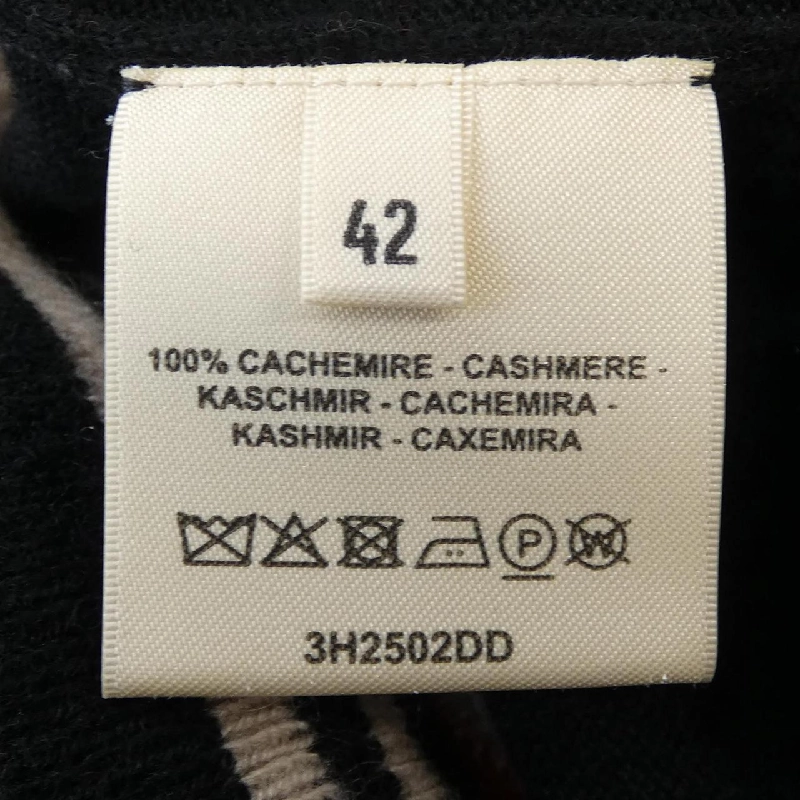 42
100% CACHEMIRE - CASHMERE -
KASCHMIR - CACHEMIRA -
KASHMIR - CAXEMIRA
P W
3H2502DD